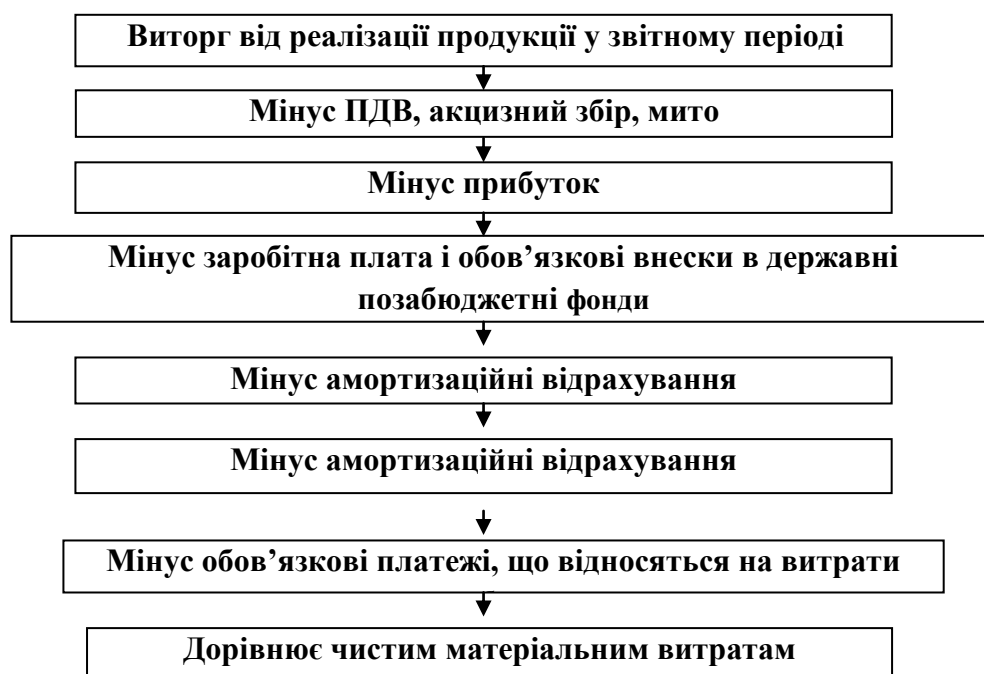 Виторг від реалізації продукції у звітному періоді
Мінус ПДВ, акцизний збір, мито
Мінус прибуток
Мінус заробітна плата і обов’язкові внески в державні
позабюджетні фонди
Мінус амортизаційні відрахування
Мінус амортизаційні відрахування
Мінус обов’язкові платежі, що відносяться на витрати
Дорівнює чистим матеріальним витратам